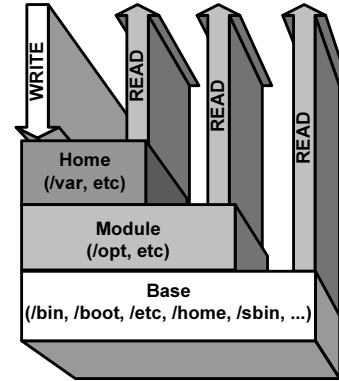 WRITE
READ
READ
READ
Home
(/var, etc)
Module
(/opt, etc)
Base
(/bin, /boot, /etc, /home, /sbin, ...)